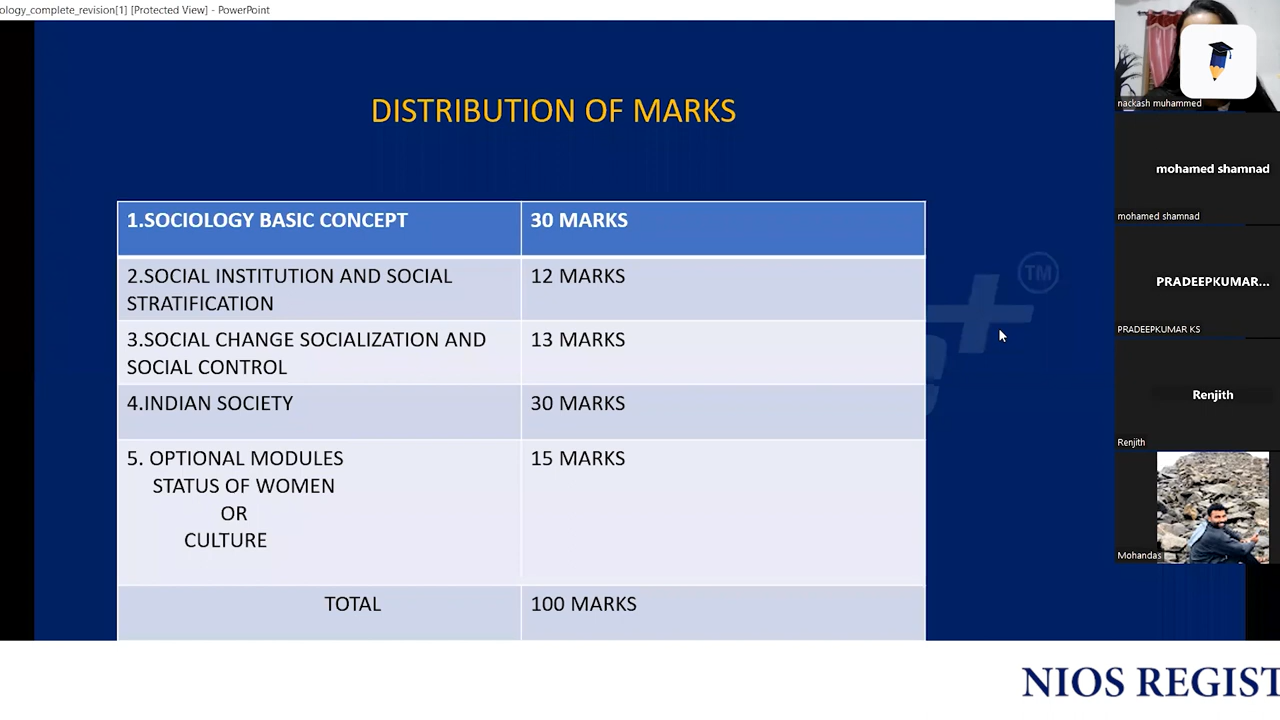 ology_complete_revision[1] [Protected View] - PowerPoint
DISTRIBUTION OF MARKS
1.SOCIOLOGY BASIC CONCEPT
30 MARKS
2.SOCIAL INSTITUTION AND SOCIAL
STRATIFICATION
12 MARKS
3.SOCIAL CHANGE SOCIALIZATION AND
SOCIAL CONTROL
13 MARKS
4.INDIAN SOCIETY
30 MARKS
5. OPTIONAL MODULES
STATUS OF WOMEN
OR
CULTURE
15 MARKS
TOTAL
100 MARKS
TM
nackash muhammed
mohamed shamnad
mohamed shamnad
PRADEEPKUMAR...
PRADEEPKUMAR KS
Renjith
Renjith
Mohandas
NIOS REGIST